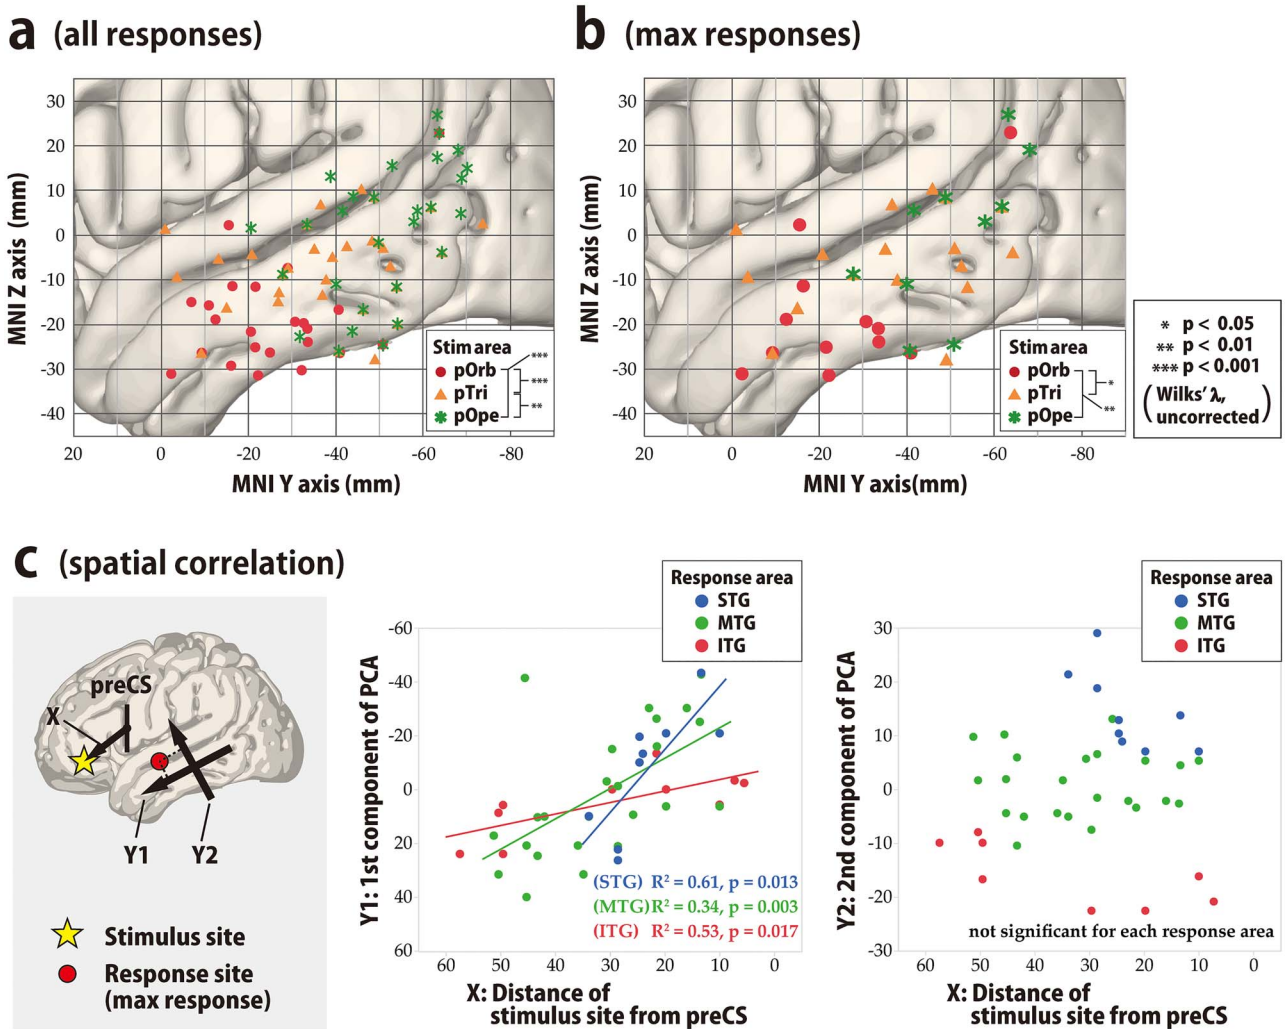 a (all responses)
30
20
10
0
-10
-20
-30
-40
MNI Z axis (mm)
20 0 -20 -40 -60 -80
MNI Y axis (mm)
Stim area
pOrb
pTri
pOpe
***
***
**
b (max responses)
30
20
10
0
-10
-20
-30
-40
MNI Z axis (mm)
20 0 -20 -40 -60 -80
MNI Y axis(mm)
Stim area
pOrb
pTri
pOpe
*
**
* p < 0.05
** p < 0.01
*** p < 0.001
(Wilks' λ,
uncorrected)
c (spatial correlation)
preCS
X
Y1 Y2
Stimulus site
Response site
(max response)
Response area
STG
MTG
ITG
-60
-40
-20
0
20
40
60
Y1: 1st component of PCA
(STG) R² = 0.61, p = 0.013
(MTG) R² = 0.34, p = 0.003
(ITG) R² = 0.53, p = 0.017
60 50 40 30 20 10 0
X: Distance of
stimulus site from preCS
Response area
STG
MTG
ITG
30
20
10
0
-10
-20
-30
Y2: 2nd component of PCA
not significant for each response area
60 50 40 30 20 10 0
X: Distance of
stimulus site from preCS